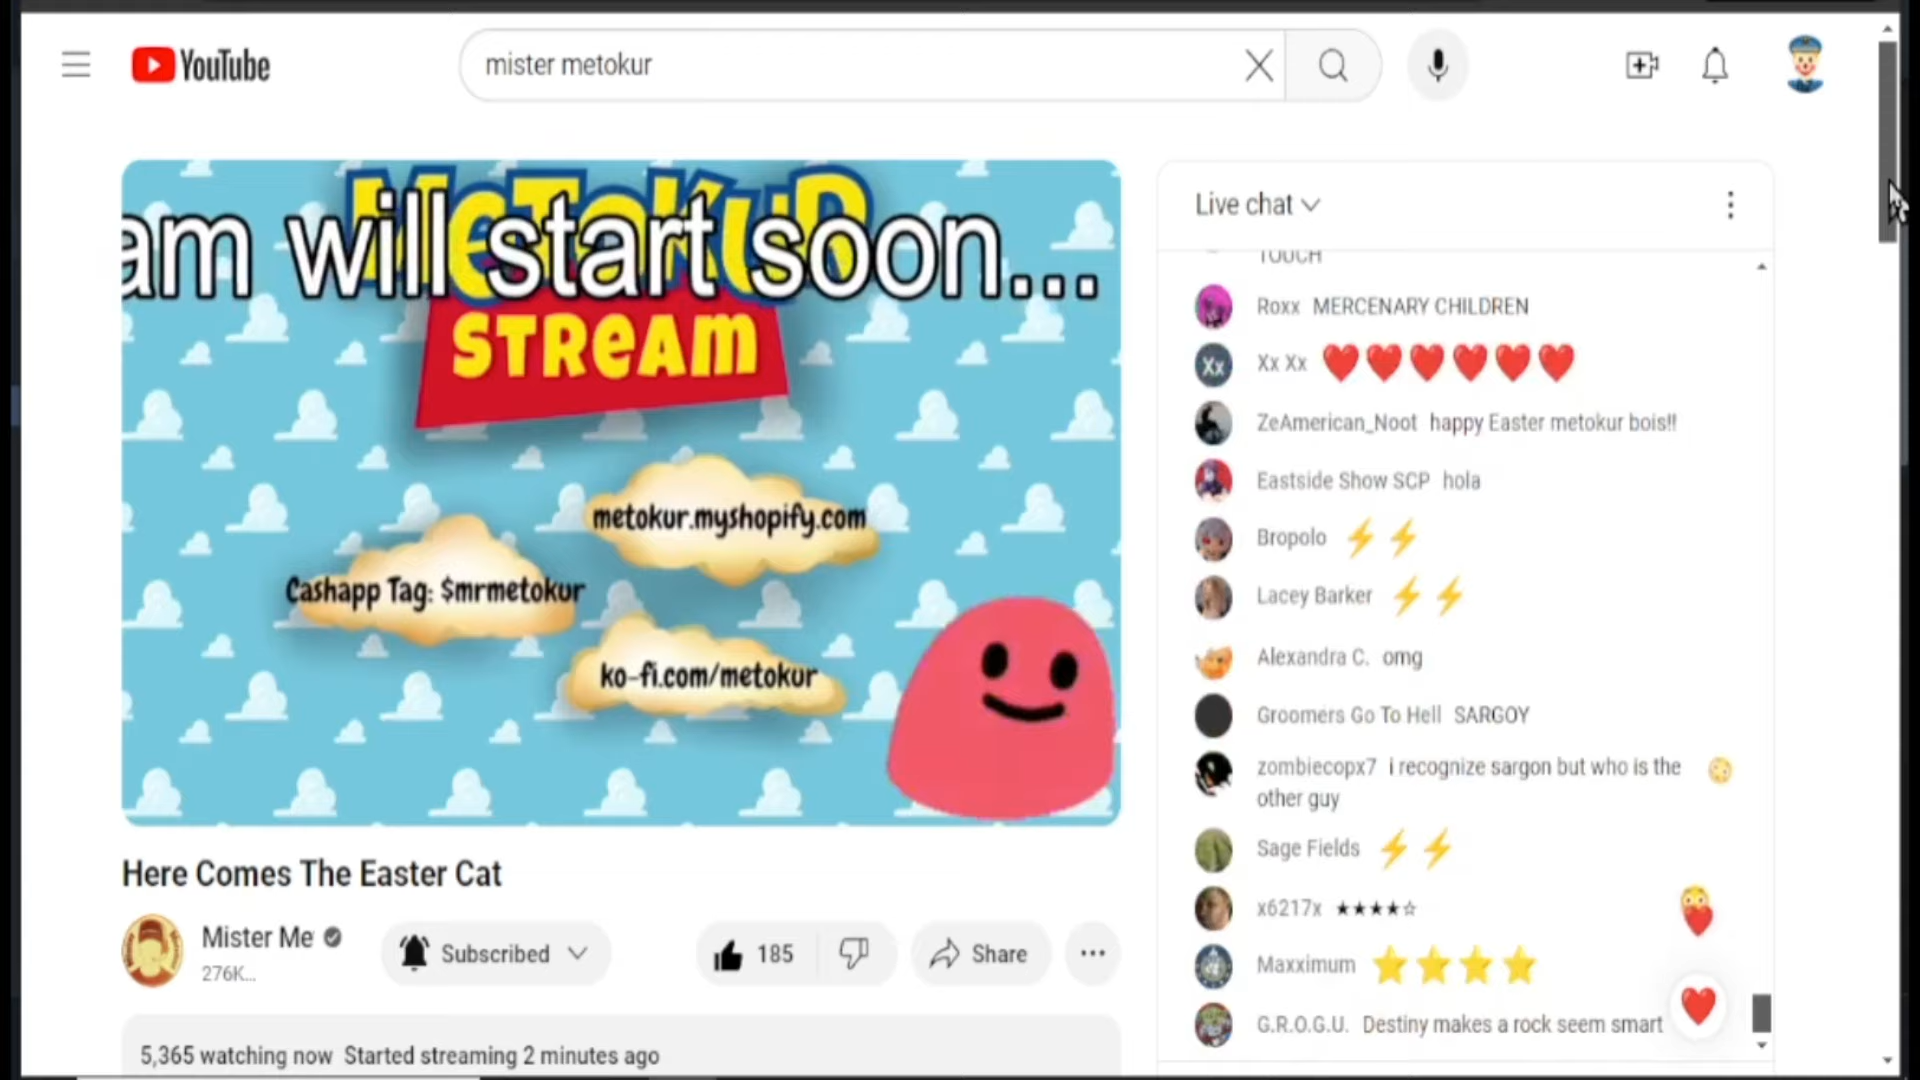 YouTube
mister metokur
MeToKuR
am will start soon...
STReAm
metokur.myshopify.com
Cashapp Tag: $mrmetokur
ko-fi.com/metokur
Here Comes The Easter Cat
Mister Me
276K...
Subscribed
185
Share
5,365 watching now Started streaming 2 minutes ago
Live chat
TOUCH
Roxx MERCENARY CHILDREN
Xx
Xx Xx
ZeAmerican_Noot happy Easter metokur bois!!
Eastside Show SCP hola
Bropolo
Lacey Barker
Alexandra C. omg
Groomers Go To Hell SARGOY
zombiecopx7 i recognize sargon but who is the
other guy
Sage Fields
x6217x ★★★★☆
Maxximum
G.R.O.G.U. Destiny makes a rock seem smart